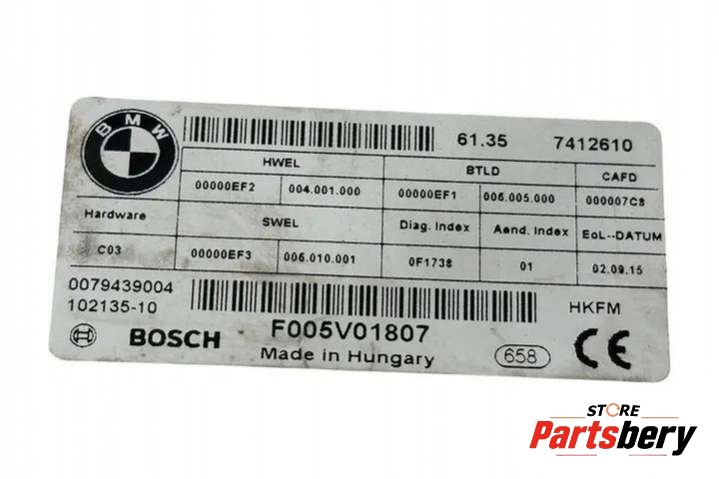 BMW
61.35 7412610
HWEL BTLD CAFD
00000EF2 004.001.000 00000EF1 006.005.000 000007C8
Hardware SWEL Diag. Index Aend. Index EoL--DATUM
C03 00000EF3 006.010.001 0F1738 01 02.09.15
0079439004
102135-10 HKFM
BOSCH F005V01807
Made in Hungary 658 CE
STORE
Partsbery